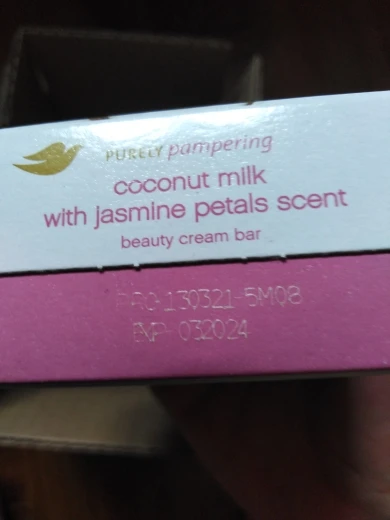 PURELY pampering
coconut milk
with jasmine petals scent
beauty cream bar
PRO 130321-5M08
EXP 032024